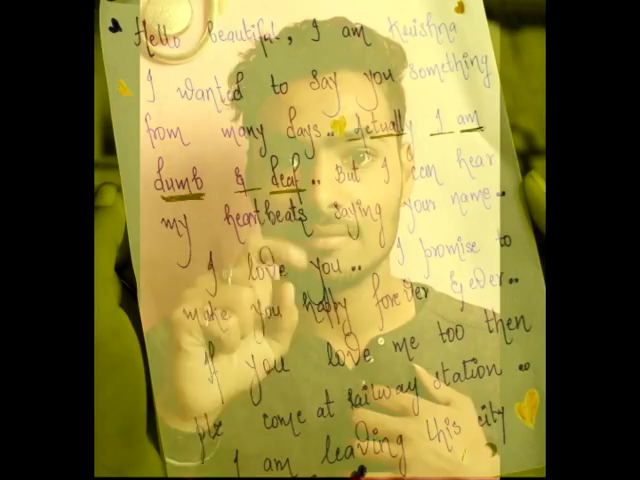 Hello beautiful, I am Krishna
I wanted to say you something
from many days.. Actually I am
dumb & deaf.. But I can hear
my heartbeats saying your name..
I love you.. I promise to
make you happy forever & ever..
If you love me too then
plz come at railway station ..
I am leaving this city